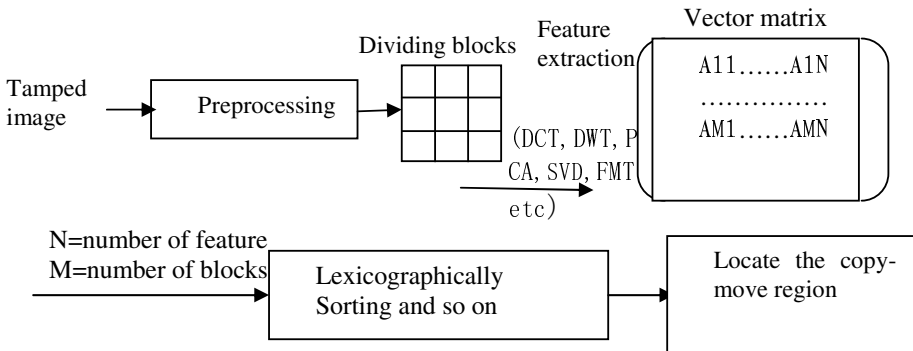 Tamped
image
Preprocessing
Dividing blocks
Feature
extraction
(DCT, DWT, P
CA, SVD, FMT
etc)
Vector matrix
A11......A1N
...............
AM1......AMN
N=number of feature
M=number of blocks
Lexicographically
Sorting and so on
Locate the copy-
move region